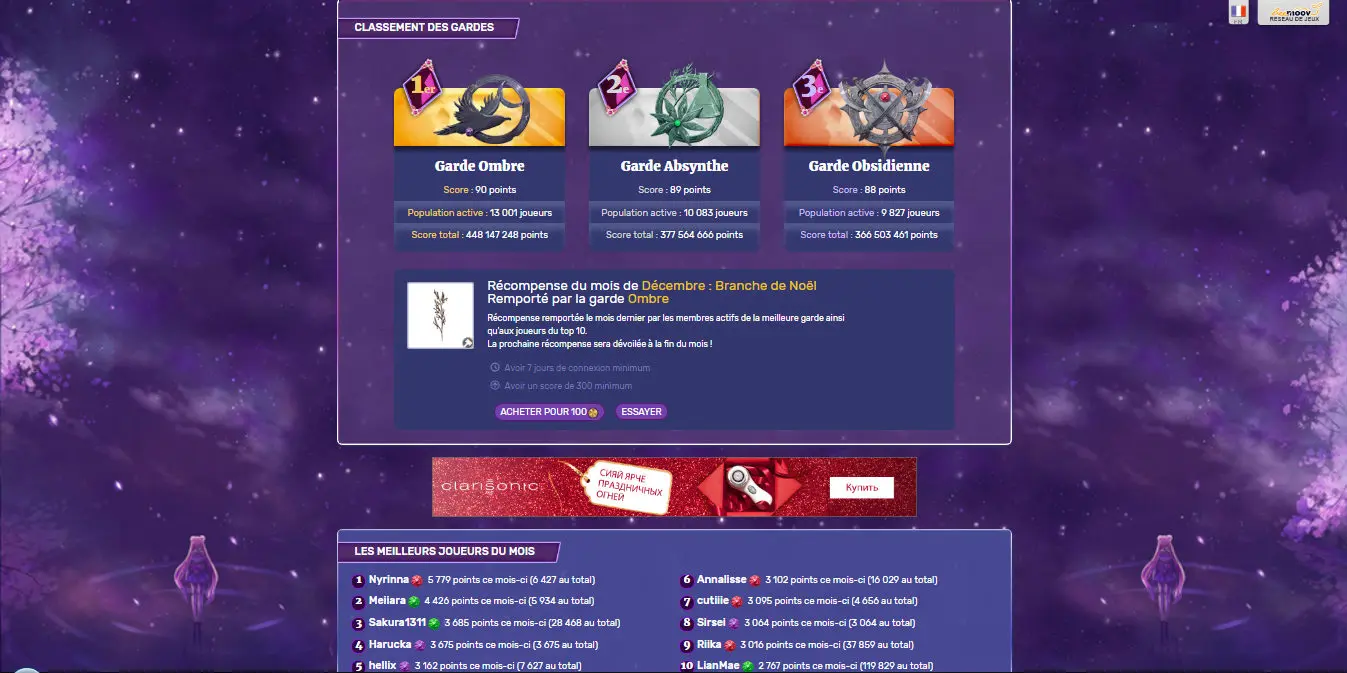 CLASSEMENT DES GARDES
FR
moov
RESEAU DE JEUX
1er
2e
3e
Garde Ombre
Score : 90 points
Population active : 13 001 joueurs
Score total : 448 147 248 points
Garde Absynthe
Score : 89 points
Population active : 10 083 joueurs
Score total : 377 564 666 points
Garde Obsidienne
Score : 88 points
Population active : 9 827 joueurs
Score total : 366 503 461 points
Récompense du mois de Décembre : Branche de Noël
Remporté par la garde Ombre
Récompense remportée le mois dernier par les membres actifs de la meilleure garde ainsi
qu'aux joueurs du top 10.
La prochaine récompense sera dévoilée à la fin du mois !
Avoir 7 jours de connexion minimum
Avoir un score de 300 minimum
ACHETER POUR 100
ESSAYER
clarisonic
СИЯЙ ЯРЧЕ
ПРАЗДНИЧНЫХ
ОГНЕЙ
Купить
LES MEILLEURS JOUEURS DU MOIS
1 Nyrinna 5 779 points ce mois-ci (6 427 au total)
2 Meiiara 4 426 points ce mois-ci (5 934 au total)
3 Sakura1311 3 685 points ce mois-ci (28 468 au total)
4 Harucka 3 675 points ce mois-ci (3 675 au total)
5 hellix 3 162 points ce mois-ci (7 627 au total)
6 Annalisse 3 102 points ce mois-ci (16 029 au total)
7 cutiiie 3 095 points ce mois-ci (4 656 au total)
8 Sirsei 3 064 points ce mois-ci (3 064 au total)
9 Riika 3 016 points ce mois-ci (37 859 au total)
10 LianMae 2 767 points ce mois-ci (119 829 au total)